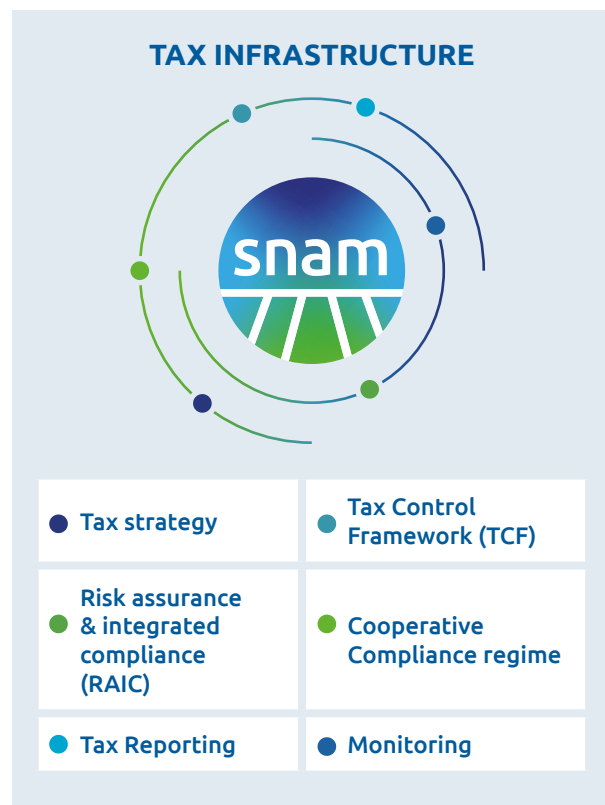 TAX INFRASTRUCTURE
snam
Tax strategy
Tax Control
Framework (TCF)
Risk assurance
& integrated
compliance
(RAIC)
Cooperative
Compliance regime
Tax Reporting
Monitoring